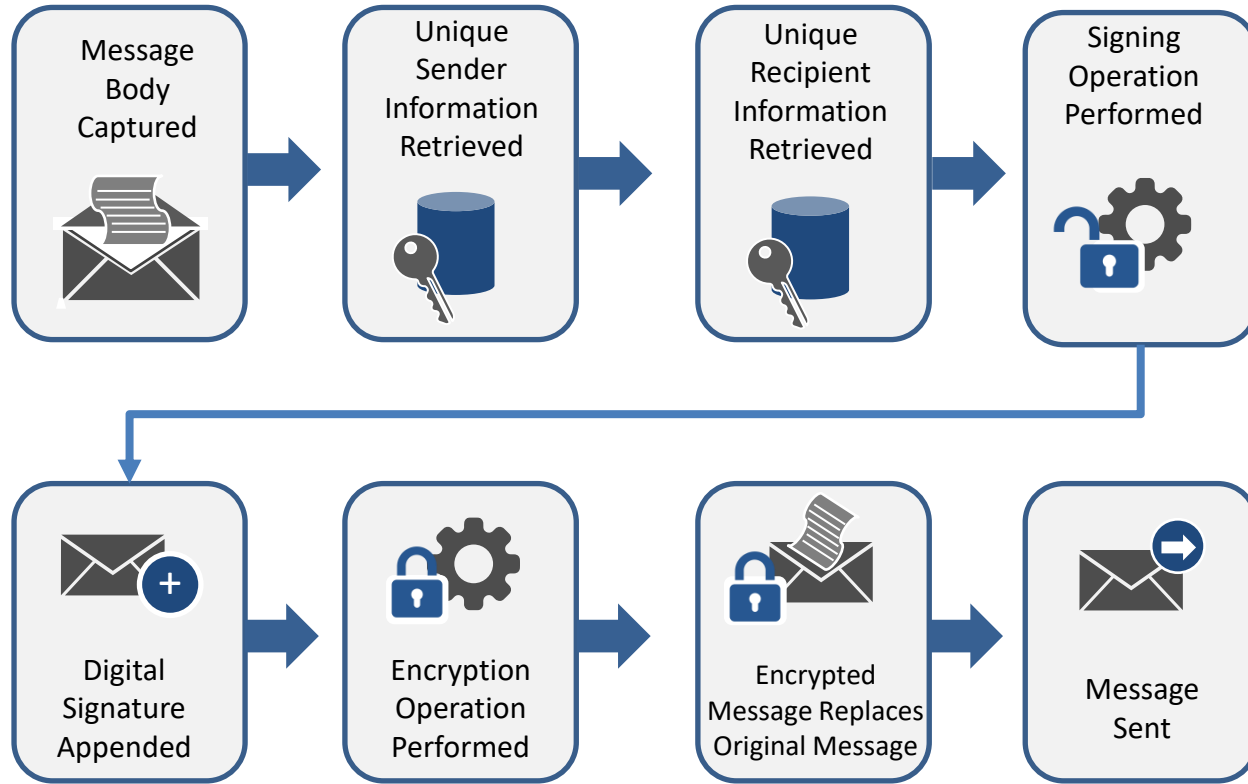 Message
Body
Captured
Unique
Sender
Information
Retrieved
Unique
Recipient
Information
Retrieved
Signing
Operation
Performed
Digital
Signature
Appended
Encryption
Operation
Performed
Encrypted
Message Replaces
Original Message
Message
Sent